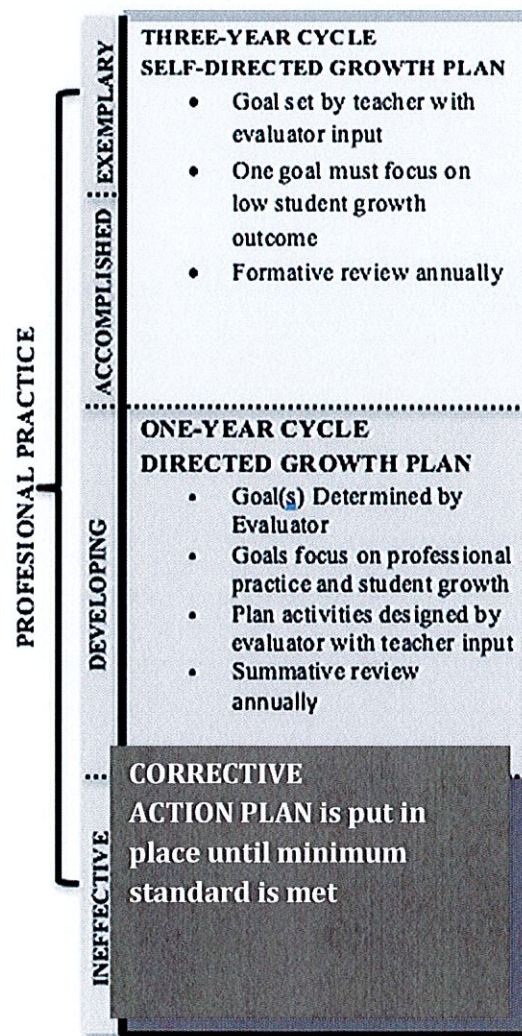 PROFESIONAL PRACTICE
EXEMPLARY
THREE-YEAR CYCLE
SELF-DIRECTED GROWTH PLAN
• Goal set by teacher with
evaluator input
• One goal must focus on
low student growth
outcome
• Formative review annually
ACCOMPLISHED
DEVELOPING
ONE-YEAR CYCLE
DIRECTED GROWTH PLAN
• Goal(s) Determined by
Evaluator
• Goals focus on professional
practice and student growth
• Plan activities designed by
evaluator with teacher input
• Summative review
annually
INEFFECTIVE
CORRECTIVE
ACTION PLAN is put in
place until minimum
standard is met